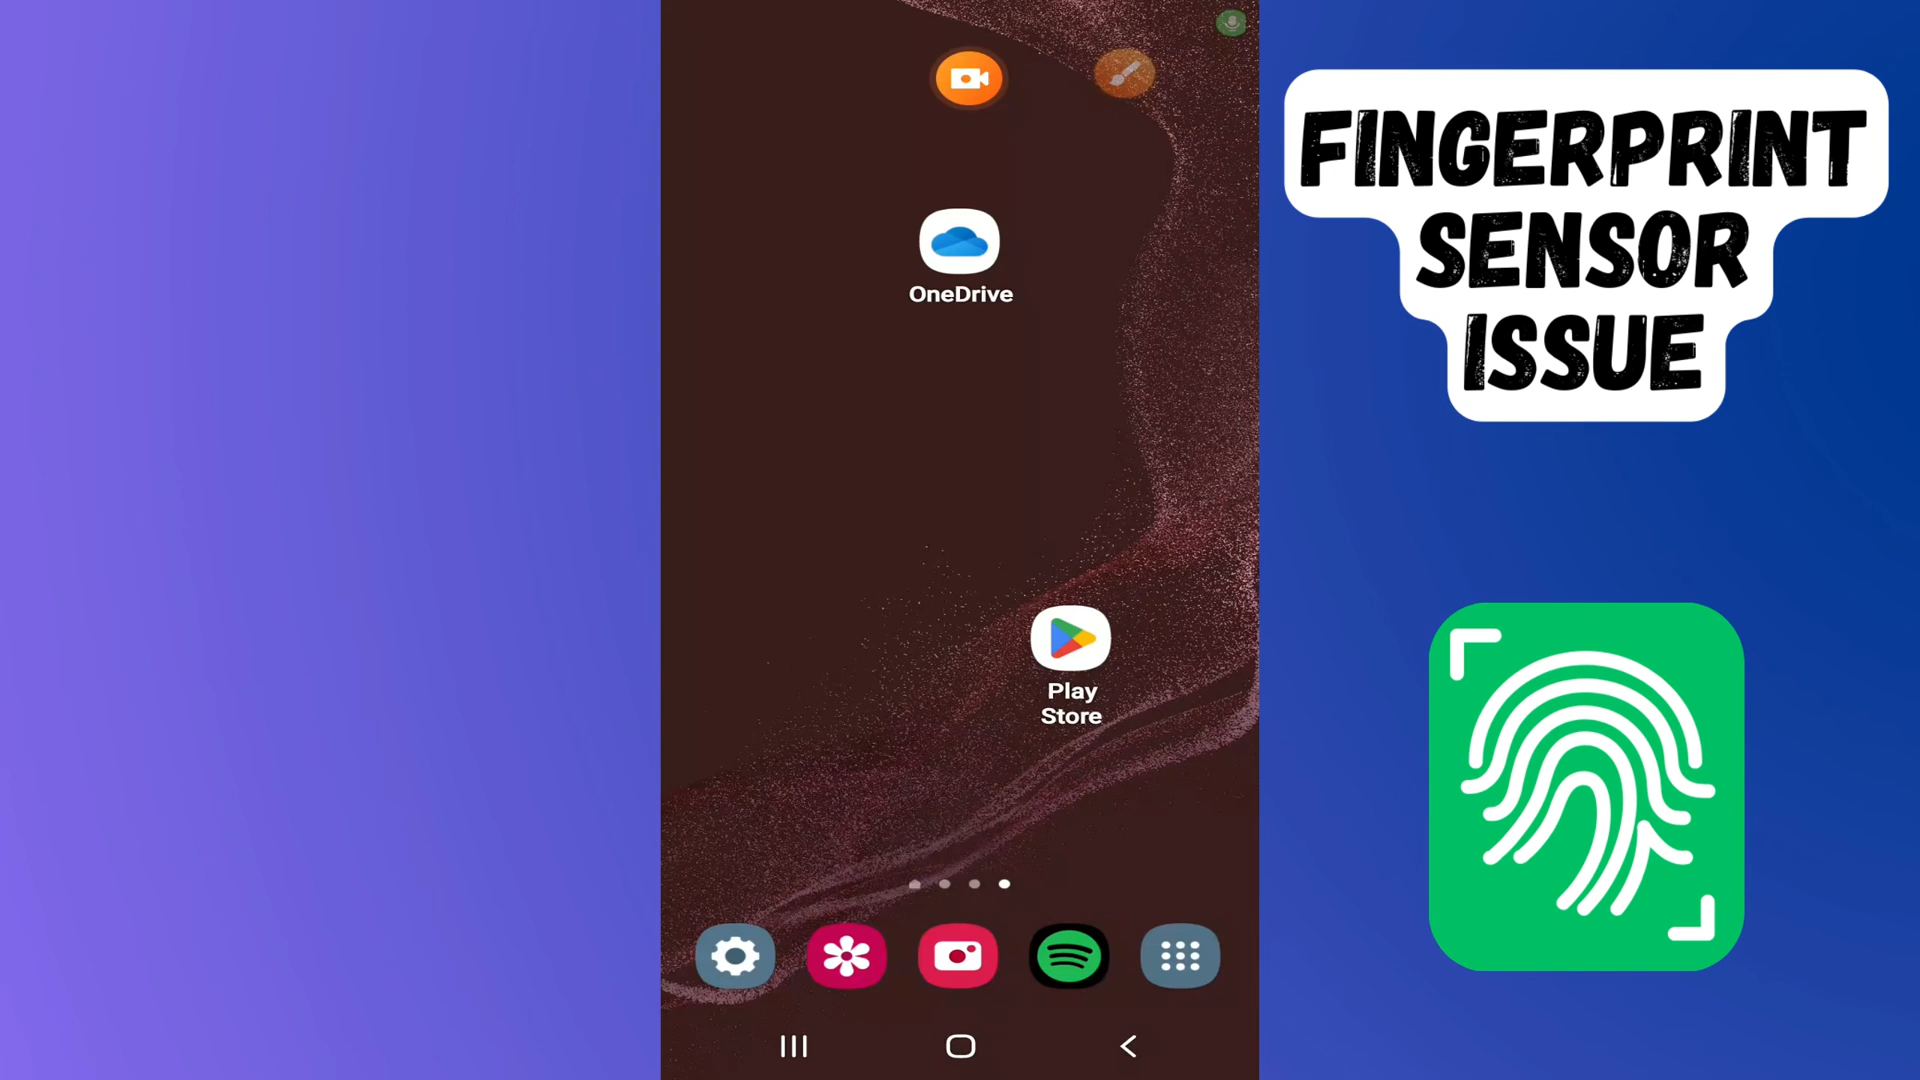 OneDrive
Play
Store
FINGERPRINT
SENSOR
ISSUE